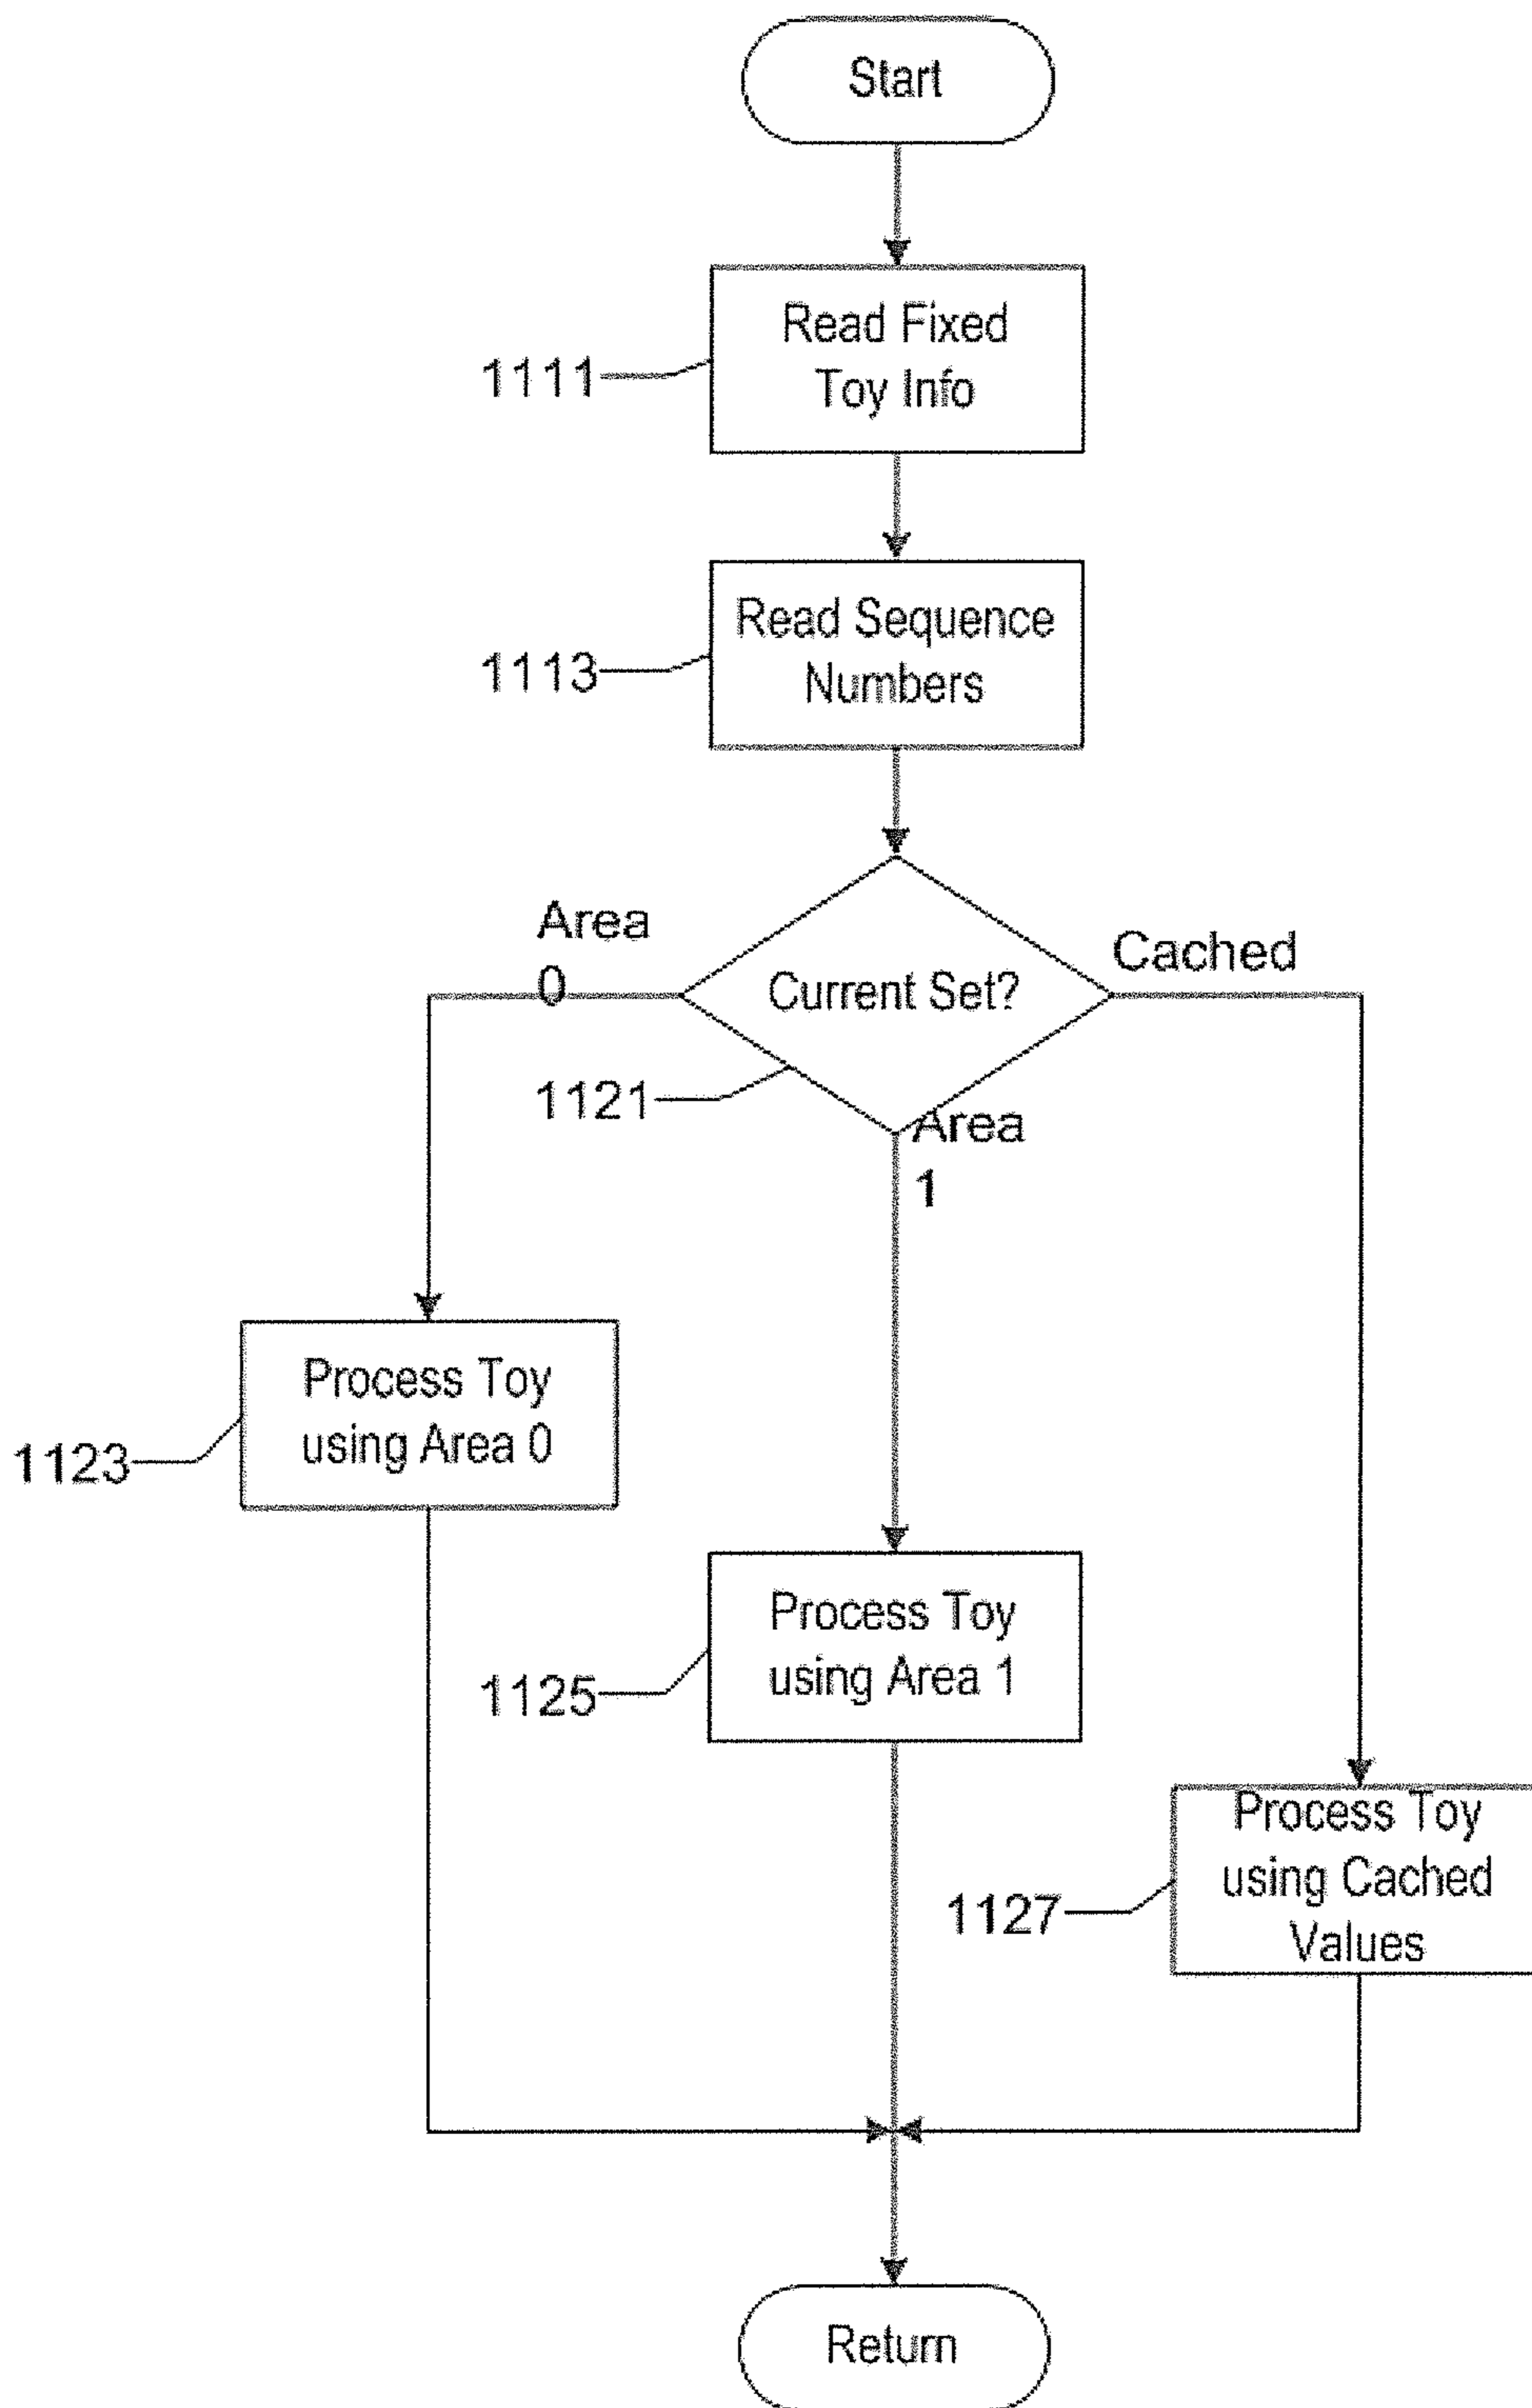 Start
Read Fixed
Toy Info
1111
Read Sequence
Numbers
1113
Area
0
Current Set?
Cached
1121
Area
1
Process Toy
using Area 0
1123
Process Toy
using Area 1
1125
Process Toy
using Cached
Values
1127
Return